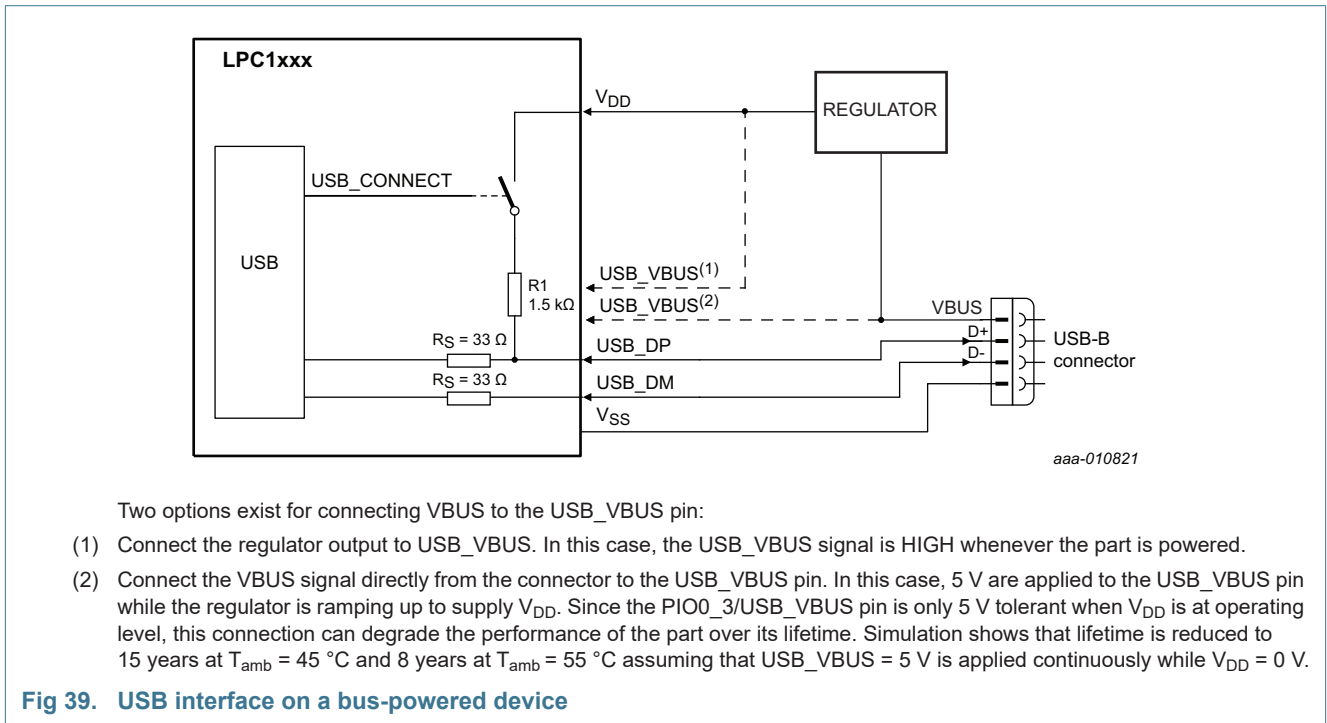 LPC1xxx
VDD
REGULATOR
USB_CONNECT
USB
R1
1.5 kΩ
USB_VBUS(1)
USB_VBUS(2)
VBUS
D+
USB-B
RS = 33 Ω
USB_DP
D-
connector
RS = 33 Ω
USB_DM
VSS
aaa-010821
Two options exist for connecting VBUS to the USB_VBUS pin:
(1) Connect the regulator output to USB_VBUS. In this case, the USB_VBUS signal is HIGH whenever the part is powered.
(2) Connect the VBUS signal directly from the connector to the USB_VBUS pin. In this case, 5 V are applied to the USB_VBUS pin
while the regulator is ramping up to supply VDD. Since the PIO0_3/USB_VBUS pin is only 5 V tolerant when VDD is at operating
level, this connection can degrade the performance of the part over its lifetime. Simulation shows that lifetime is reduced to
15 years at Tamb = 45 °C and 8 years at Tamb = 55 °C assuming that USB_VBUS = 5 V is applied continuously while VDD = 0 V.
Fig 39. USB interface on a bus-powered device